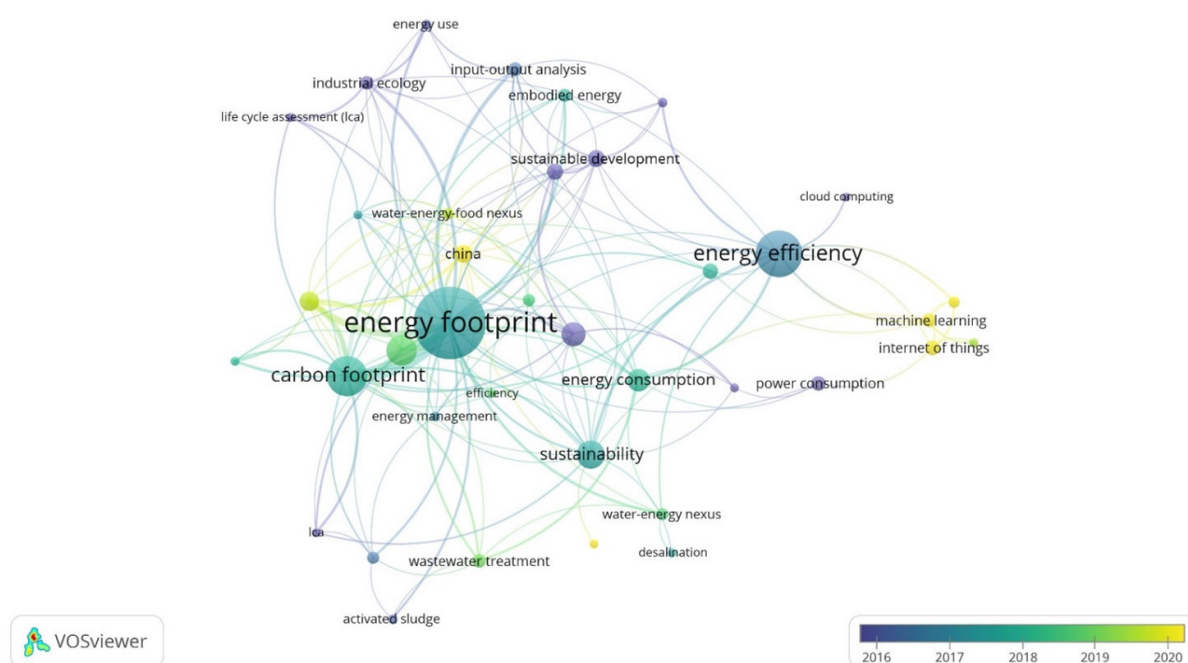 energy use
input-output analysis
industrial ecology
embodied energy
life cycle assessment (lca)
sustainable development
cloud computing
water-energy-food nexus
china
energy efficiency
energy footprint
machine learning
internet of things
carbon footprint
energy consumption
power consumption
efficiency
energy management
sustainability
water-energy nexus
lca
desalination
wastewater treatment
activated sludge
VOSviewer
2016 2017 2018 2019 2020